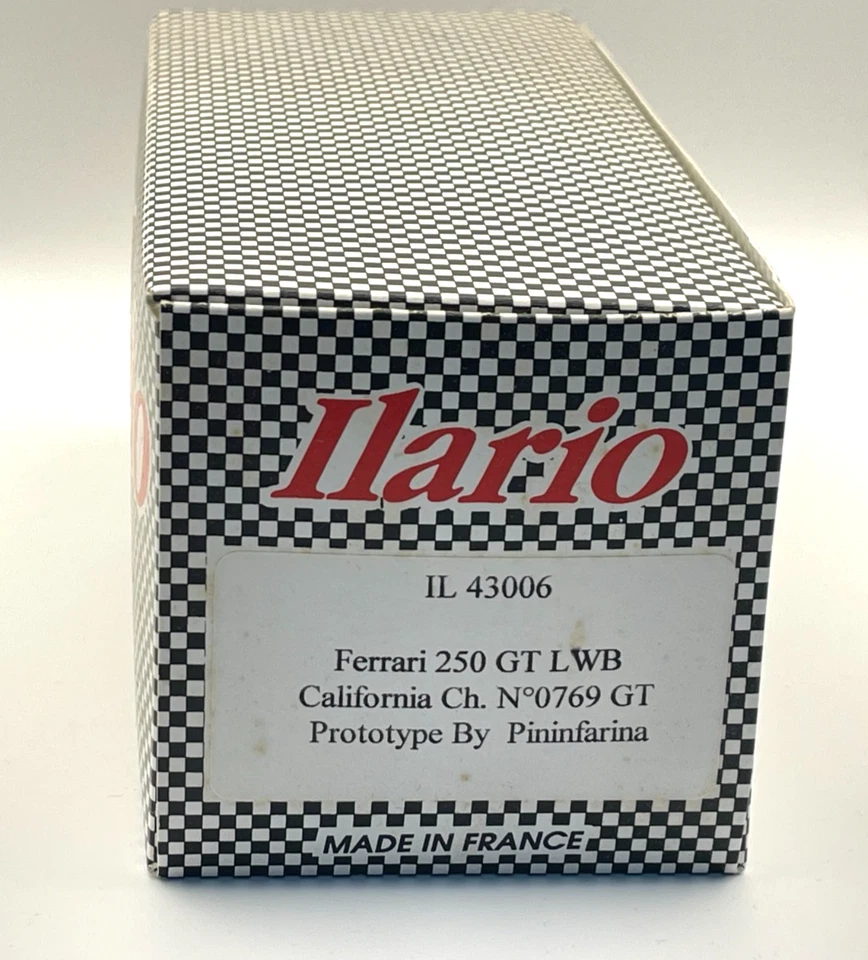 Ilario
IL 43006
Ferrari 250 GT LWB
California Ch. N°0769 GT
Prototype By Pininfarina
MADE IN FRANCE